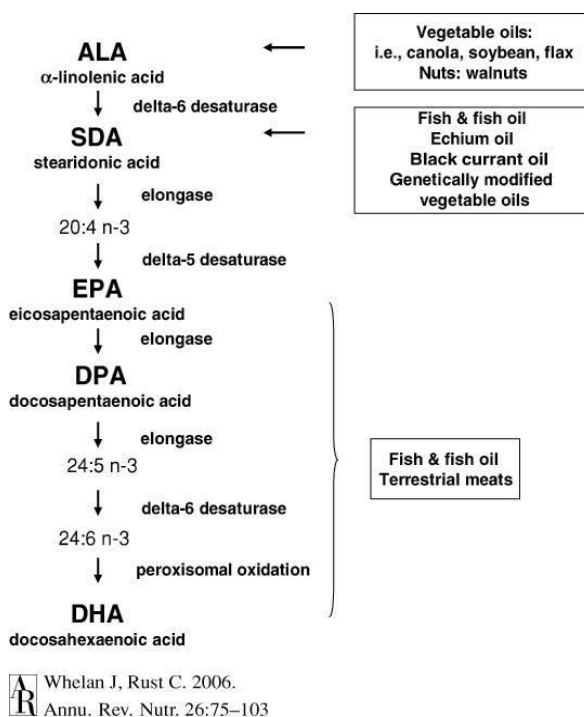 ALA
α-linolenic acid
delta-6 desaturase
SDA
stearidonic acid
elongase
20:4 n-3
delta-5 desaturase
EPA
eicosapentaenoic acid
elongase
DPA
docosapentaenoic acid
elongase
24:5 n-3
delta-6 desaturase
24:6 n-3
peroxisomal oxidation
DHA
docosahexaenoic acid
Vegetable oils:
i.e., canola, soybean, flax
Nuts: walnuts
Fish & fish oil
Echium oil
Black currant oil
Genetically modified
vegetable oils
Fish & fish oil
Terrestrial meats
AR
Whelan J, Rust C. 2006.
Annu. Rev. Nutr. 26:75–103